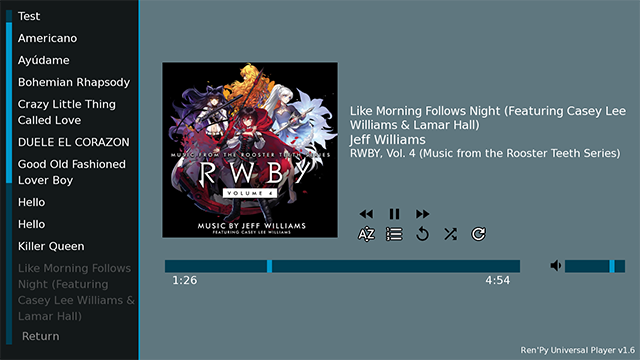 Test
Americano
Ayúdame
Bohemian Rhapsody
Crazy Little Thing
Called Love
DUELE EL CORAZON
Good Old Fashioned
Lover Boy
Hello
Hello
Killer Queen
Like Morning Follows
Night (Featuring
Casey Lee Williams &
Lamar Hall)
Return
MUSIC FROM THE ROOSTER TEETH SERIES
RWBY
VOLUME 4
MUSIC BY JEFF WILLIAMS
FEATURING CASEY LEE WILLIAMS
Like Morning Follows Night (Featuring Casey Lee
Williams & Lamar Hall)
Jeff Williams
RWBY, Vol. 4 (Music from the Rooster Teeth Series)
AZ
1:26
4:54
Ren'Py Universal Player v1.6